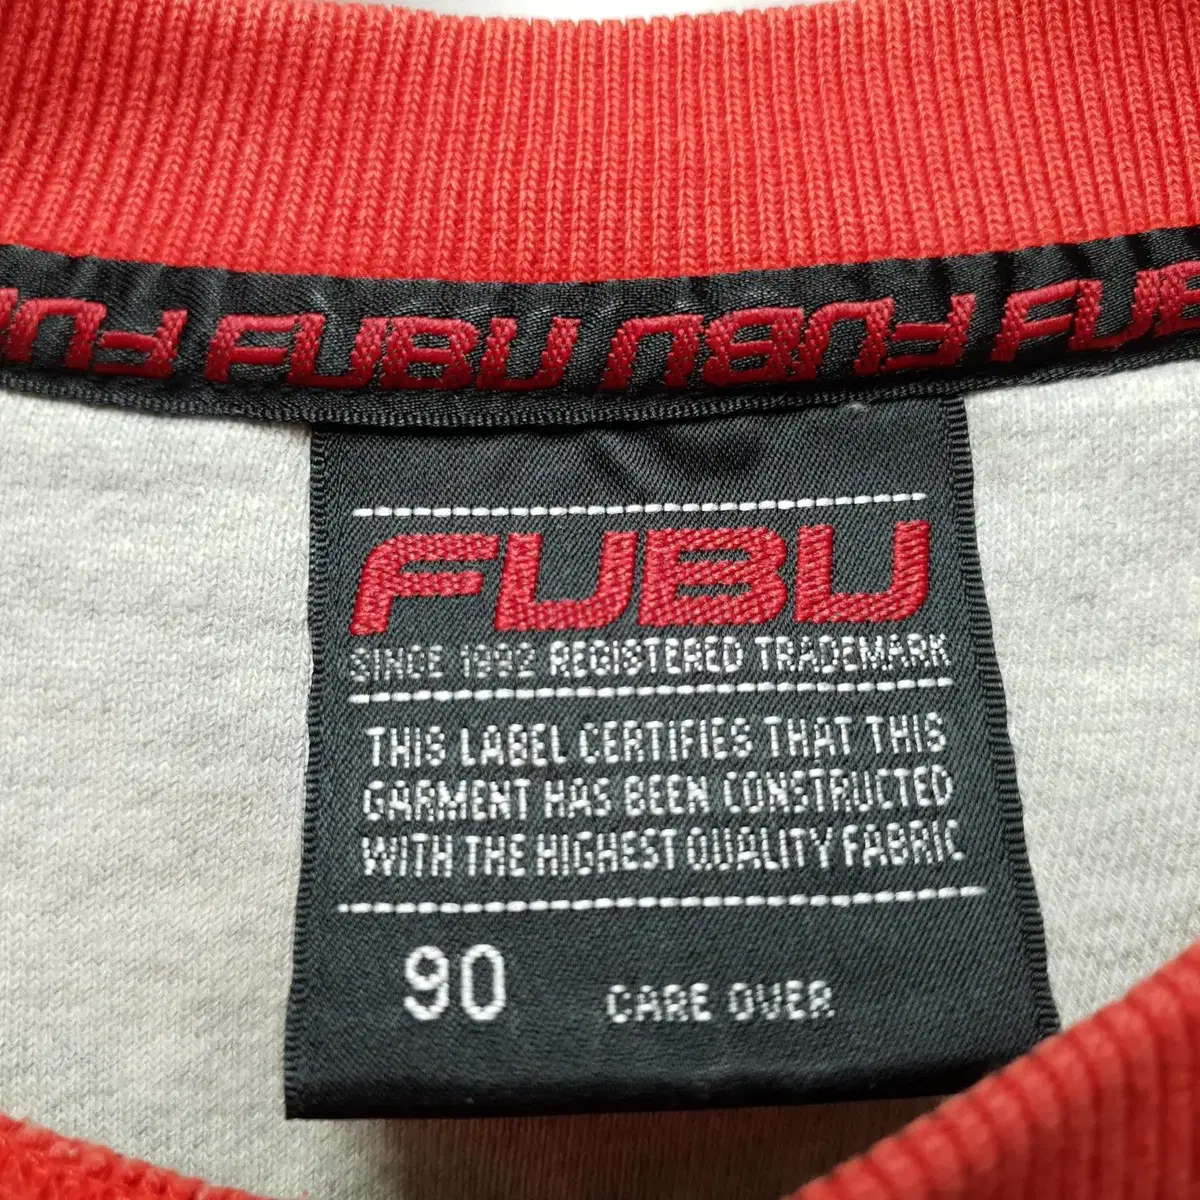 FUBU FUBU FUBU FUBU
FUBU
SINCE 1992 REGISTERED TRADEMARK
THIS LABEL CERTIFIES THAT THIS
GARMENT HAS BEEN CONSTRUCTED
WITH THE HIGHEST QUALITY FABRIC
90 CARE OVER